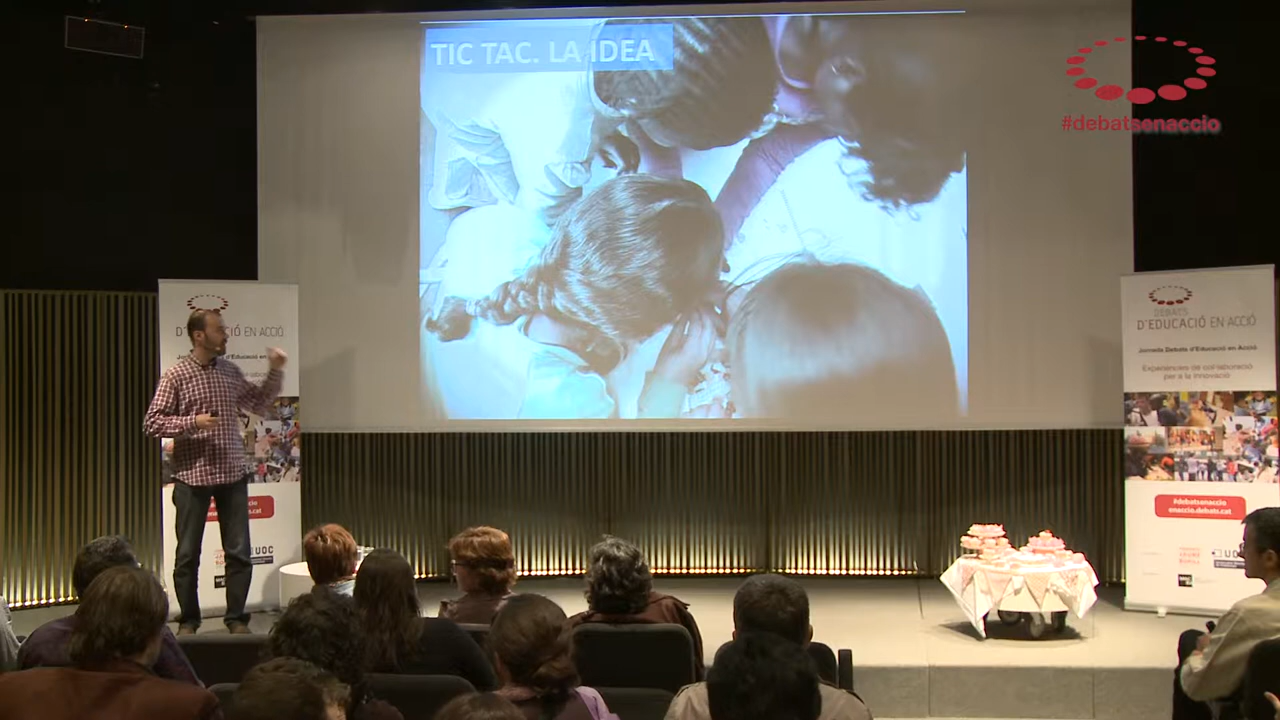 TIC TAC. LA IDEA
#debatsenaccio
D'EDUCACIÓ EN ACCIÓ
DEBATS
D'EDUCACIÓ EN ACCIÓ
Jornada Debats d'Educació en Acció
Experiències de col·laboració
per a la innovació
#debatsenaccio
enaccio.debats.cat
UOC